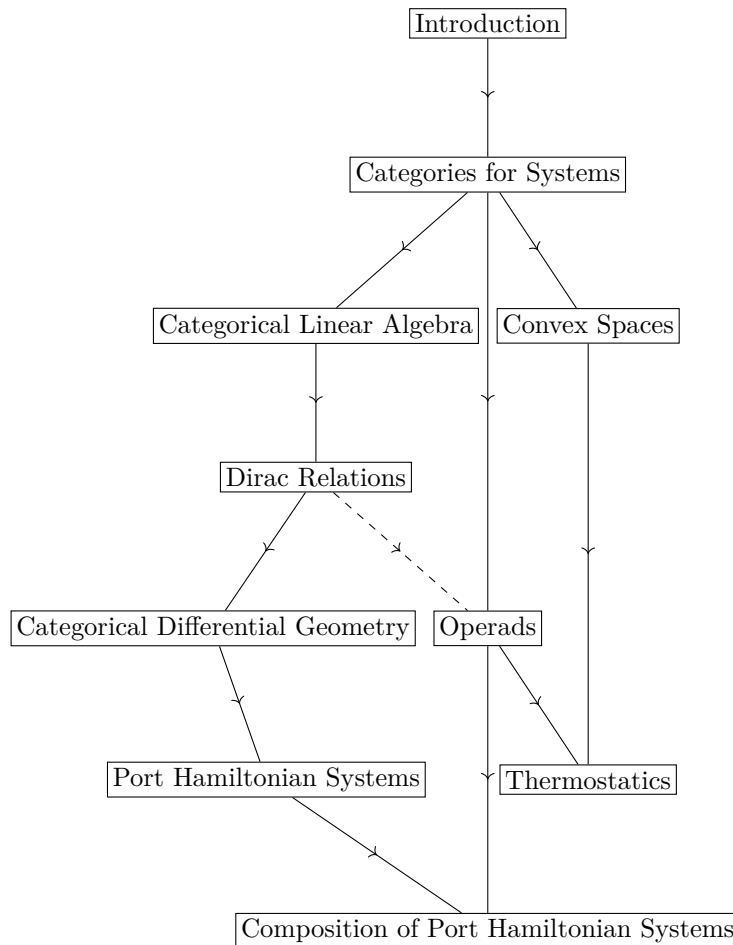 Introduction
Categories for Systems
Categorical Linear Algebra
Convex Spaces
Dirac Relations
Categorical Differential Geometry
Operads
Port Hamiltonian Systems
Thermostatics
Composition of Port Hamiltonian Systems